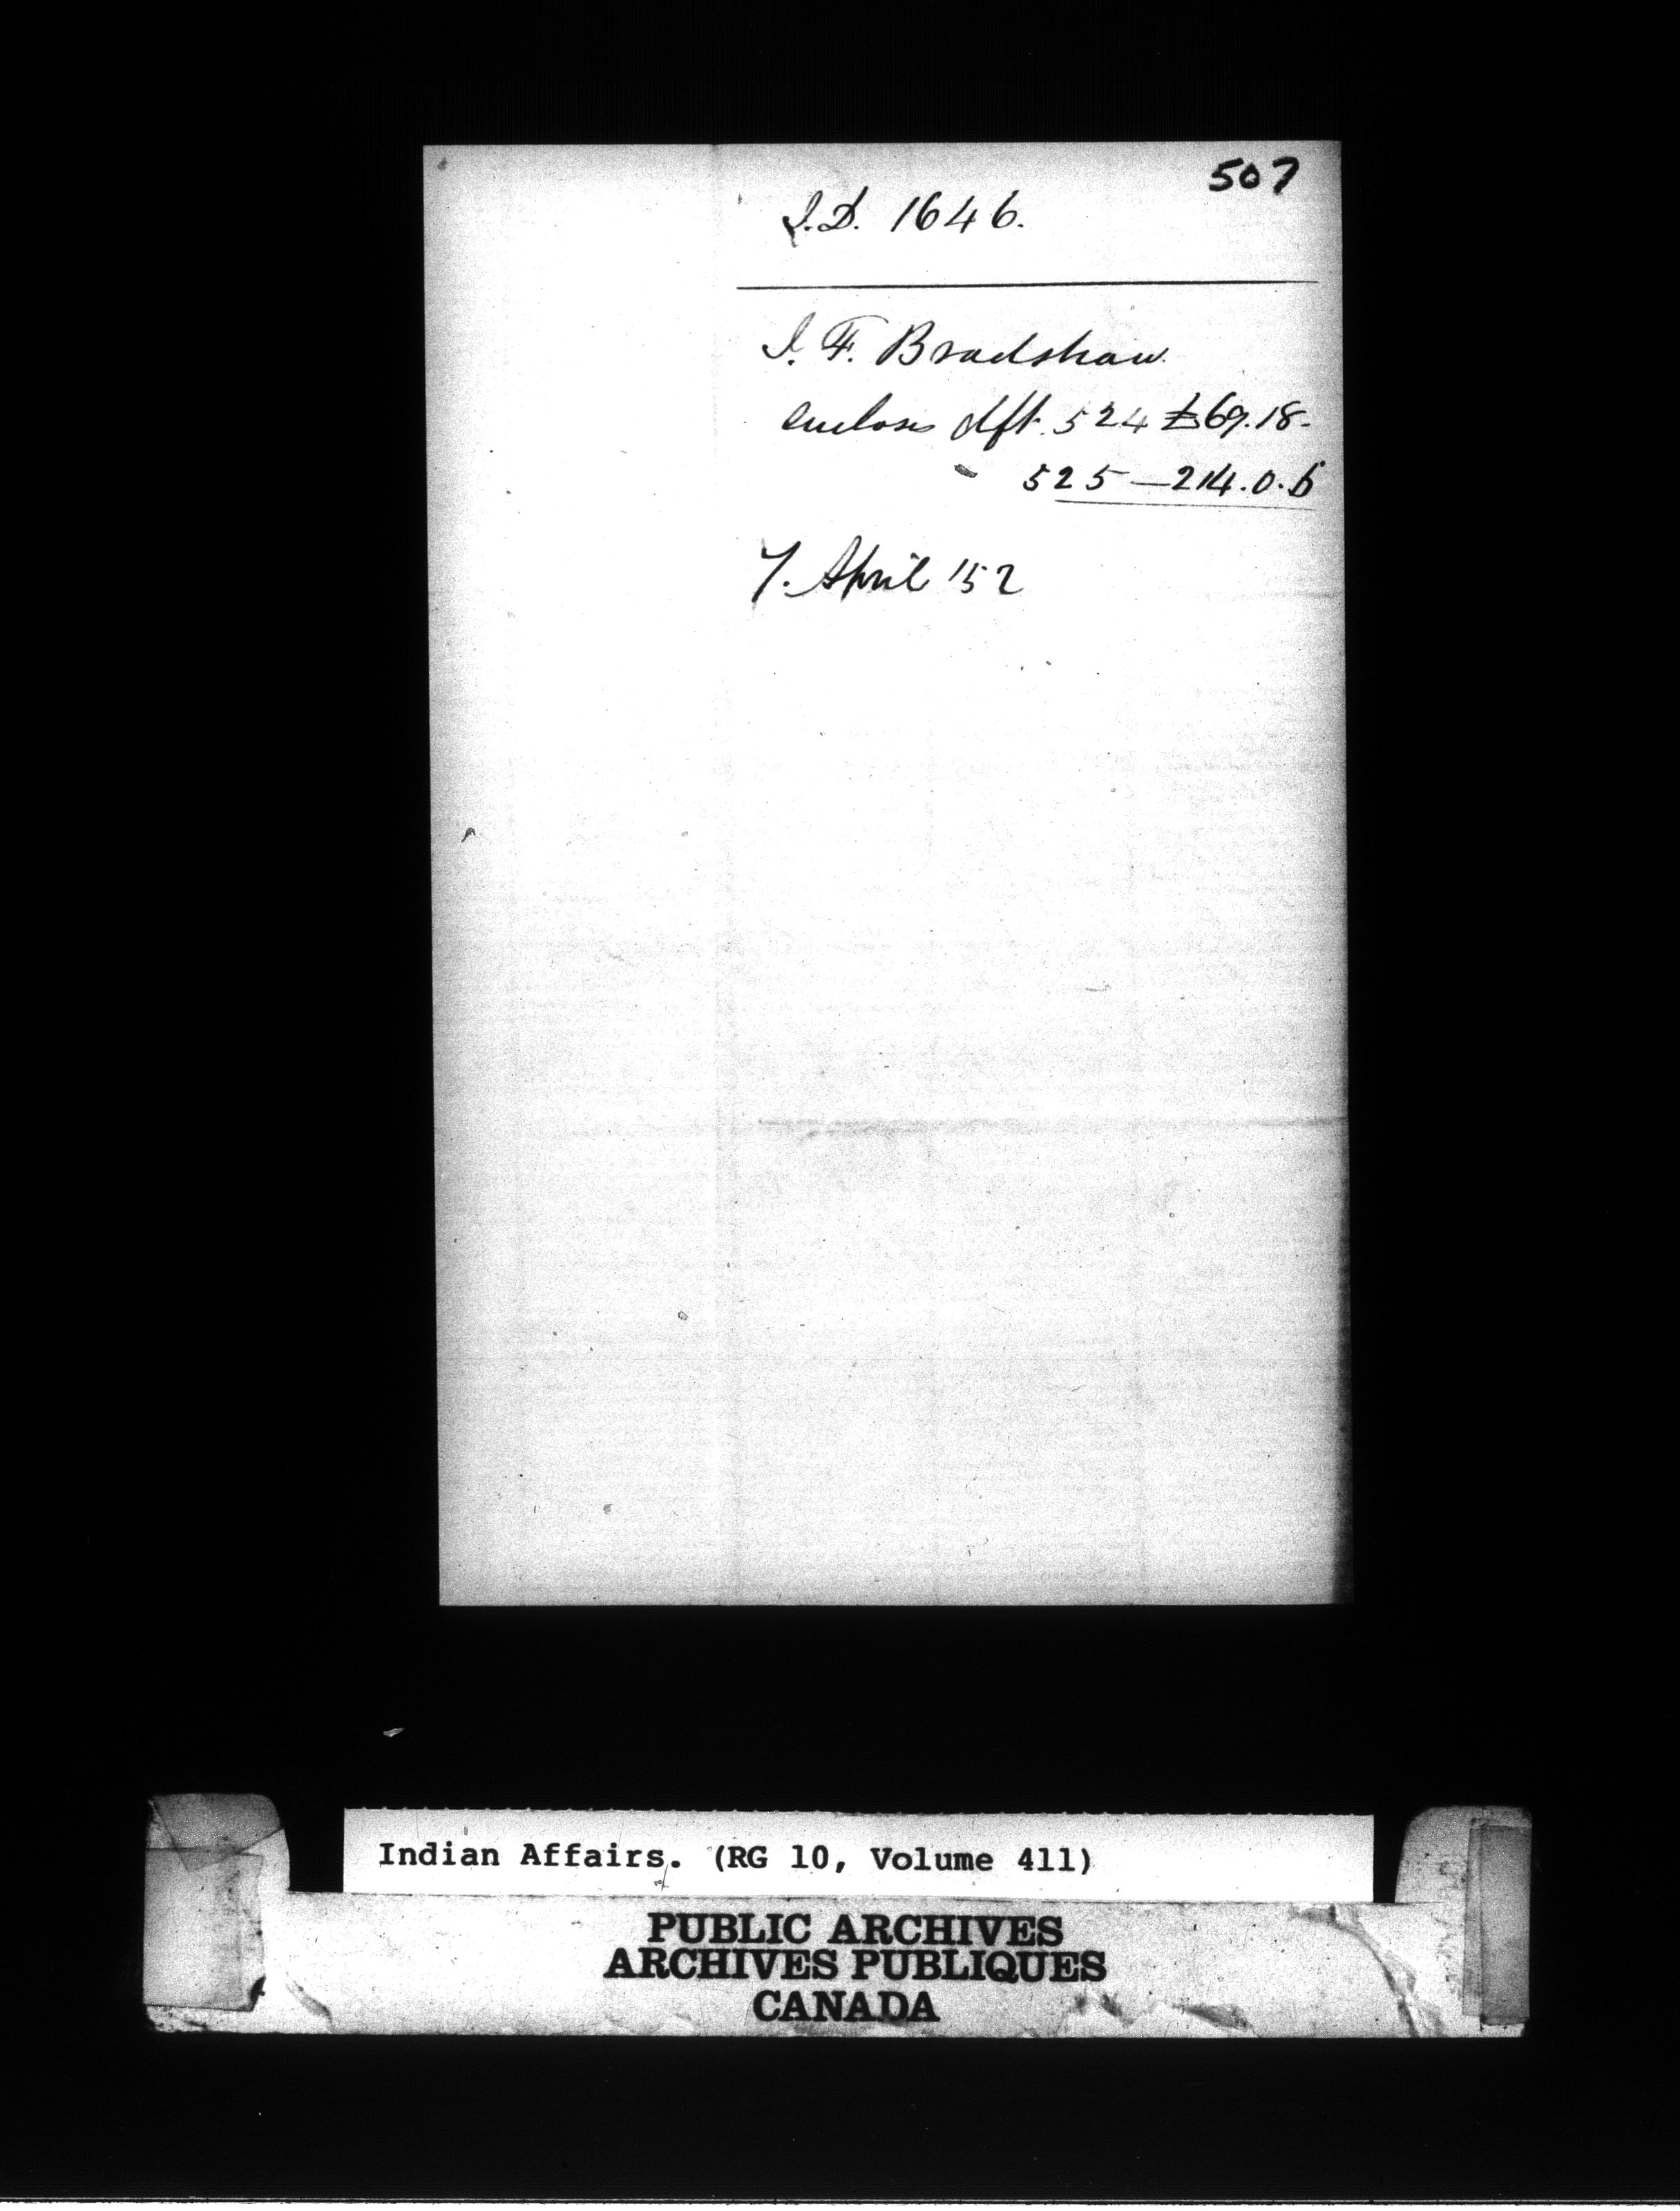 507
I.D. 1646.
I. F. Bradshaw
encloses dft. 524 £69.18-
" 525 — 214.0.6
7. April '52
Indian Affairs. (RG 10, Volume 411)
PUBLIC ARCHIVES
ARCHIVES PUBLIQUES
CANADA